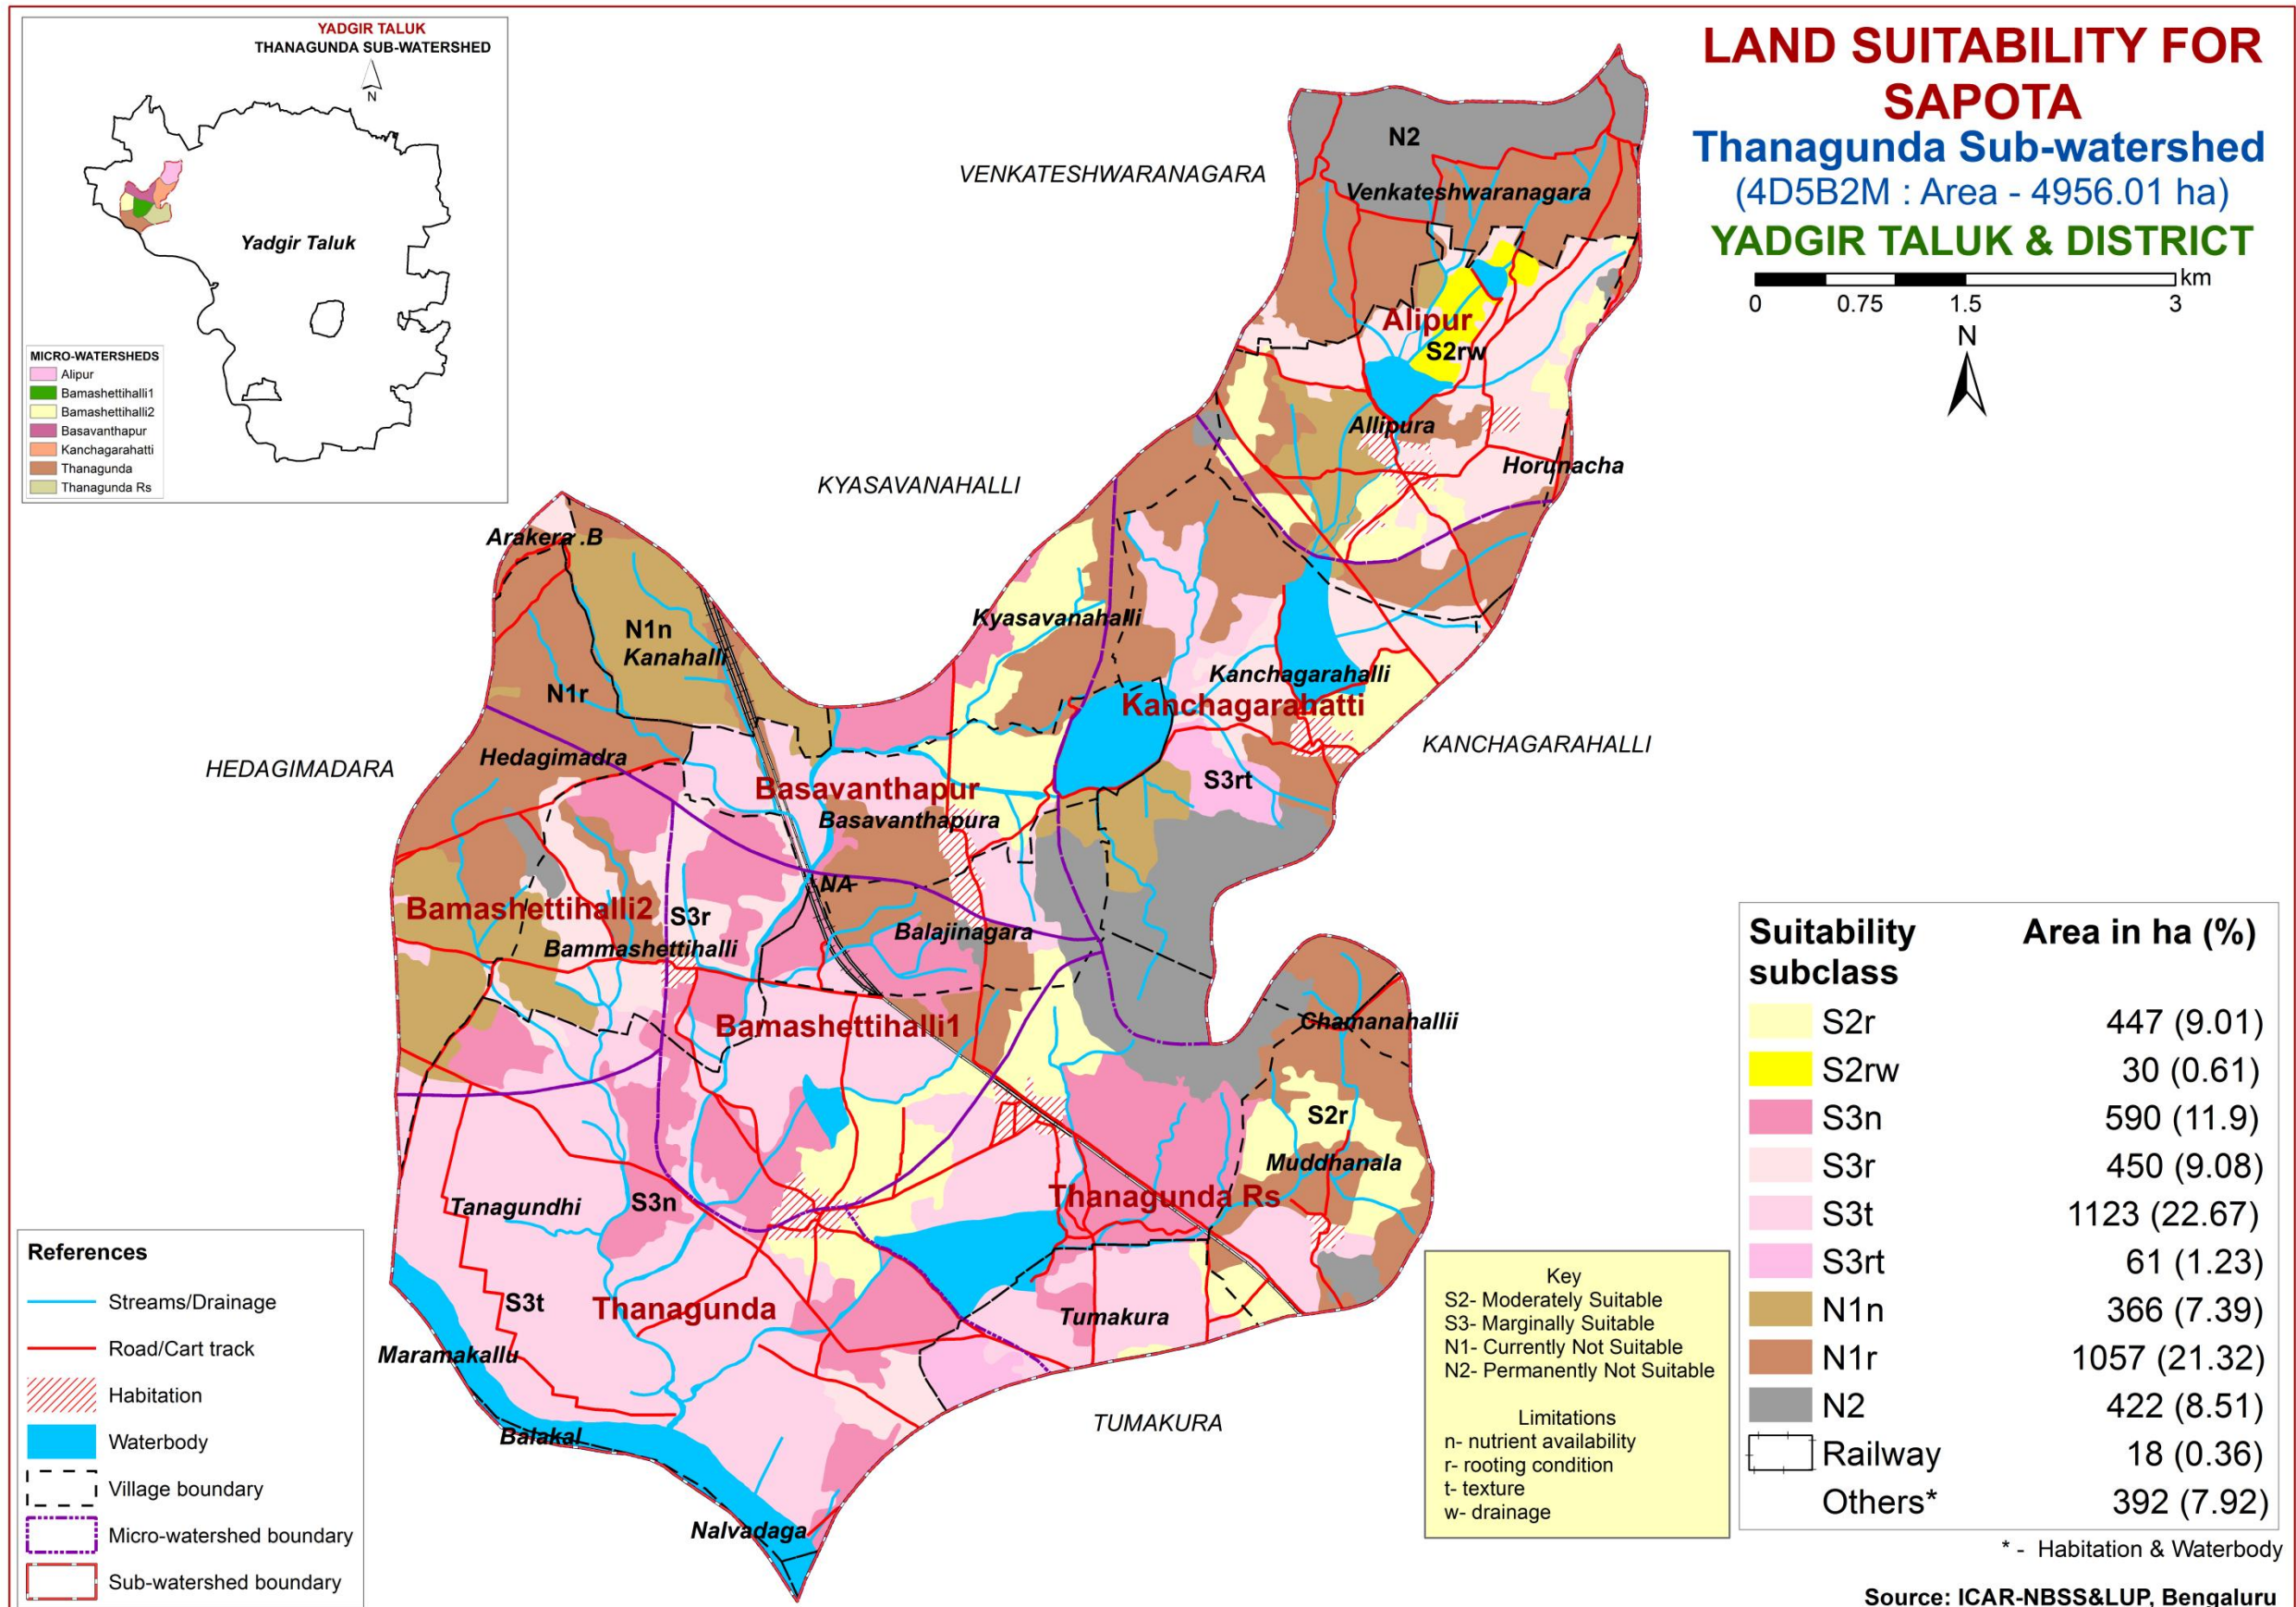 YADGIR TALUK
THANAGUNDA SUB-WATERSHED
N
Yadgir Taluk
MICRO-WATERSHEDS
Alipur
Bamashettihalli1
Bamashettihalli2
Basavanthapur
Kanchagarahatti
Thanagunda
Thanagunda Rs
LAND SUITABILITY FOR
SAPOTA
Thanagunda Sub-watershed
(4D5B2M : Area - 4956.01 ha)
YADGIR TALUK & DISTRICT
km
0 0.75 1.5 3
N
N2
VENKATESHWARANAGARA
Venkateshwaranagara
Alipur
S2rw
Allipura
Horunacha
KYASAVANAHALLI
Arakera .B
Kyasavanahalli
N1n
Kanahalli
Kanchagarahalli
N1r
Kanchagarahatti
KANCHAGARAHALLI
Hedagimadra
HEDAGIMADARA
S3rt
Basavanthapur
Basavanthapura
NA
Bamashettihalli2
S3r
Balajinagara
Bammashettihalli
Chamanahallii
Bamashettihalli1
S2r
Muddhanala
Thanagunda Rs
Tanagundhi
S3n
S3t
Thanagunda
Tumakura
Maramakallu
TUMAKURA
Balakal
Nalvadaga
References
Streams/Drainage
Road/Cart track
Habitation
Waterbody
Village boundary
Micro-watershed boundary
Sub-watershed boundary
Key
S2- Moderately Suitable
S3- Marginally Suitable
N1- Currently Not Suitable
N2- Permanently Not Suitable
Limitations
n- nutrient availability
r- rooting condition
t- texture
w- drainage
Suitability Area in ha (%)
subclass
S2r 447 (9.01)
S2rw 30 (0.61)
S3n 590 (11.9)
S3r 450 (9.08)
S3t 1123 (22.67)
S3rt 61 (1.23)
N1n 366 (7.39)
N1r 1057 (21.32)
N2 422 (8.51)
Railway 18 (0.36)
Others* 392 (7.92)
* - Habitation & Waterbody
Source: ICAR-NBSS&LUP, Bengaluru